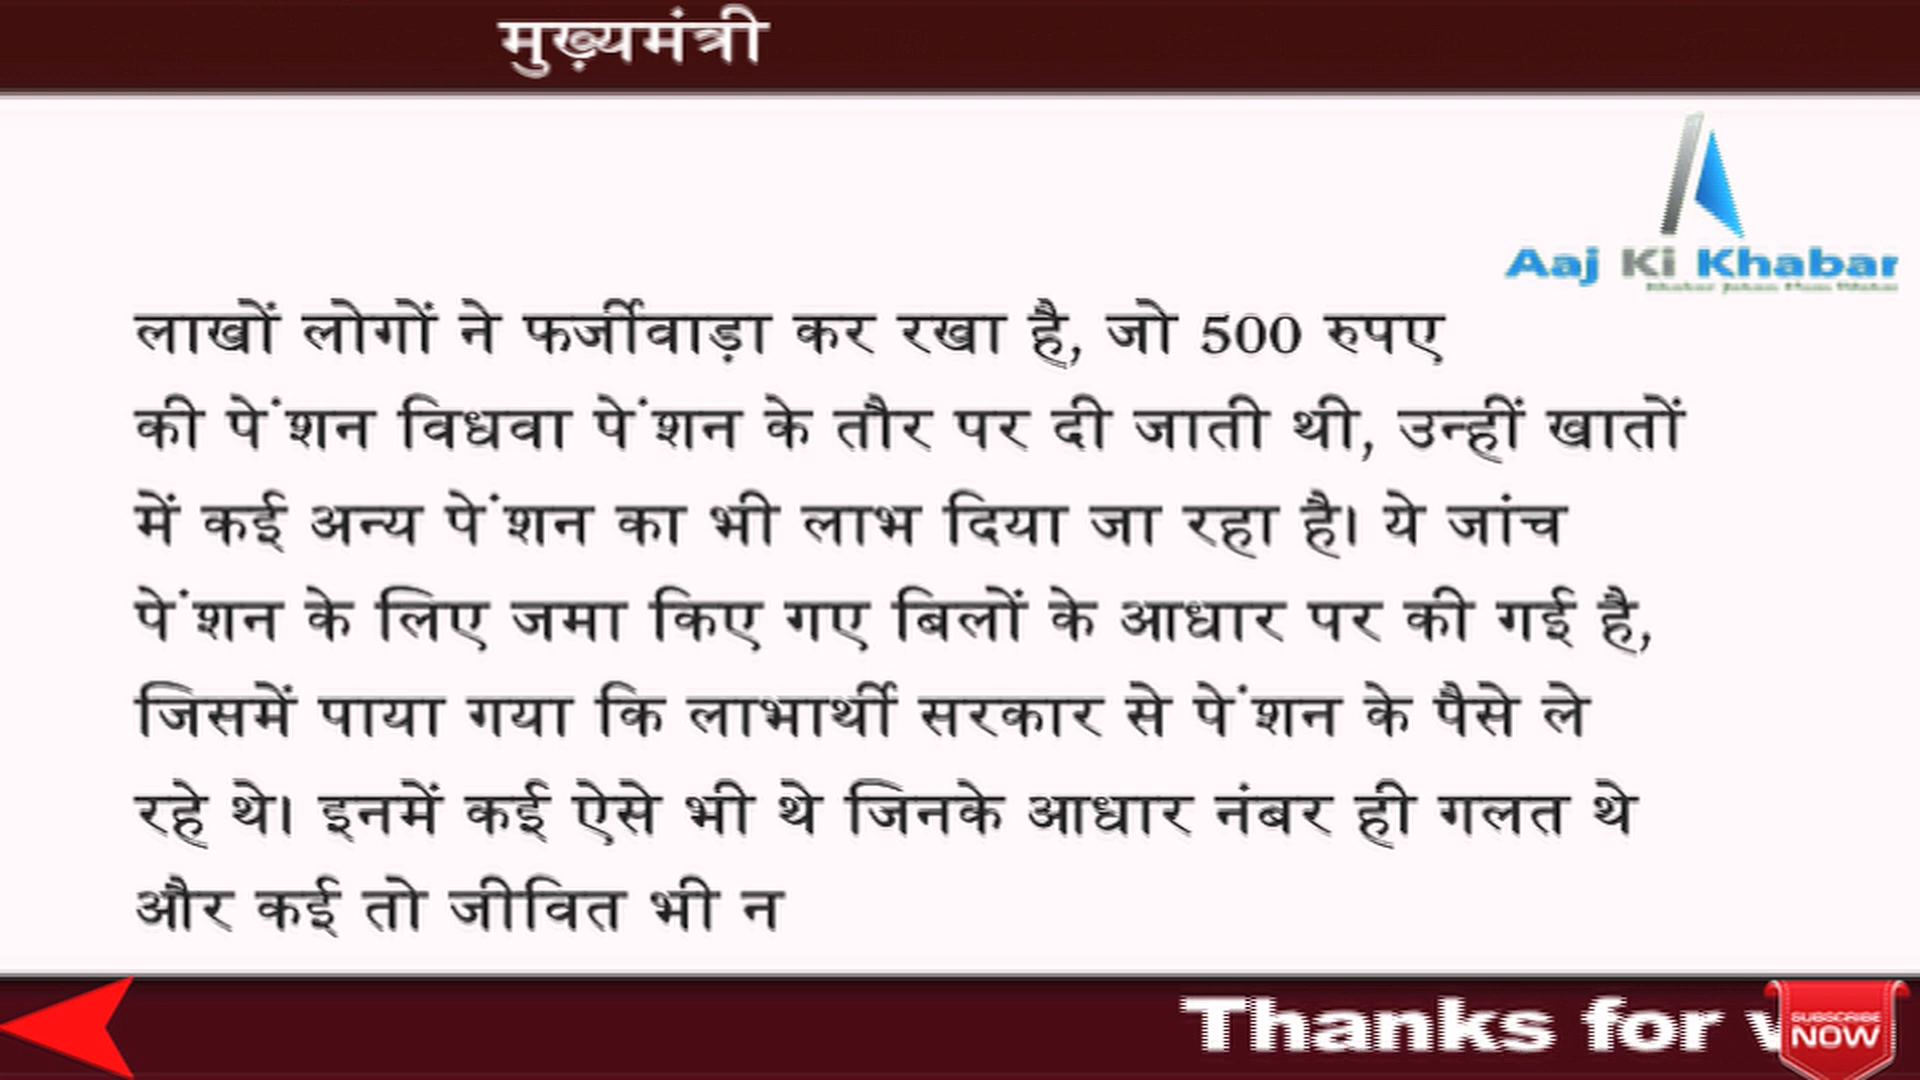 मुख़्यमंत्री
Aaj Ki Khabar
लाखों लोगों ने फर्जीवाड़ा कर रखा है, जो 500 रुपए
की पेंशन विधवा पेंशन के तौर पर दी जाती थी, उन्हीं खातों
में कई अन्य पेंशन का भी लाभ दिया जा रहा है। ये जांच
पेंशन के लिए जमा किए गए बिलों के आधार पर की गई है,
जिसमें पाया गया कि लाभार्थी सरकार से पेंशन के पैसे ले
रहे थे। इनमें कई ऐसे भी थे जिनके आधार नंबर ही गलत थे
और कई तो जीवित भी न
Thanks for v
SUBSCRIBE
NOW